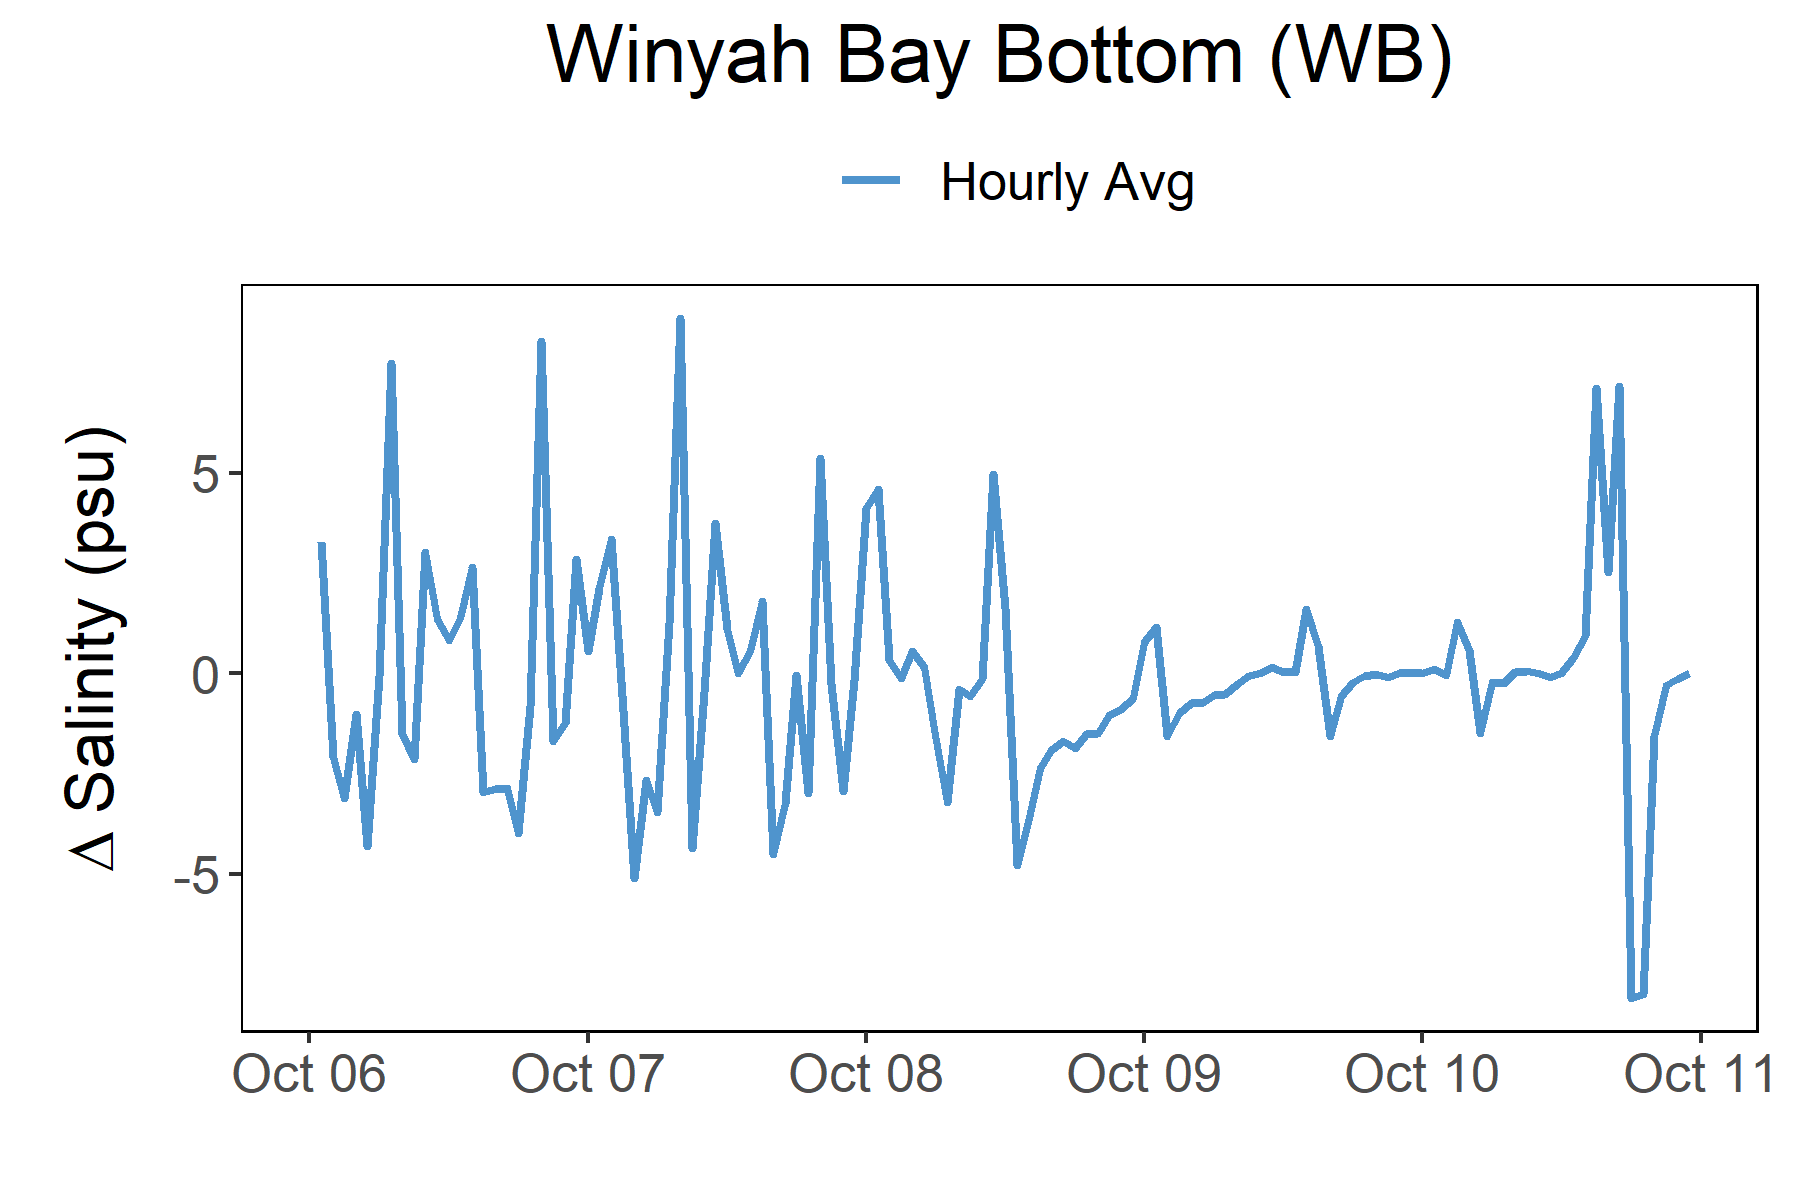 Winyah Bay Bottom (WB)
Hourly Avg
Δ Salinity (psu)
5
0
-5
Oct 06
Oct 07
Oct 08
Oct 09
Oct 10
Oct 11